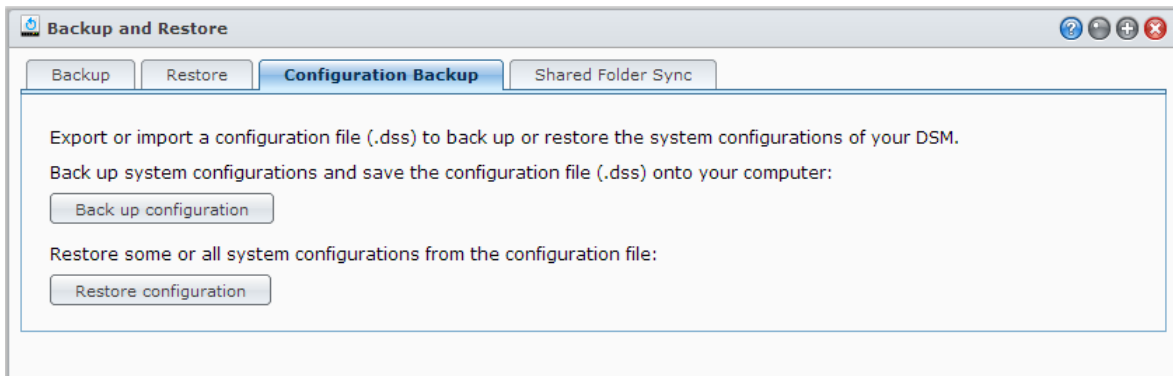 Backup and Restore
Backup Restore Configuration Backup Shared Folder Sync
Export or import a configuration file (.dss) to back up or restore the system configurations of your DSM.
Back up system configurations and save the configuration file (.dss) onto your computer:
Back up configuration
Restore some or all system configurations from the configuration file:
Restore configuration